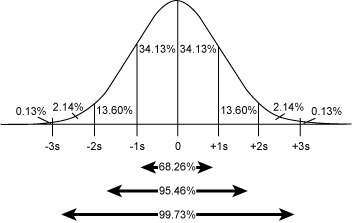 34.13% 34.13%
0.13% 2.14% 13.60% 13.60% 2.14% 0.13%
-3s -2s -1s 0 +1s +2s +3s
68.26%
95.46%
99.73%